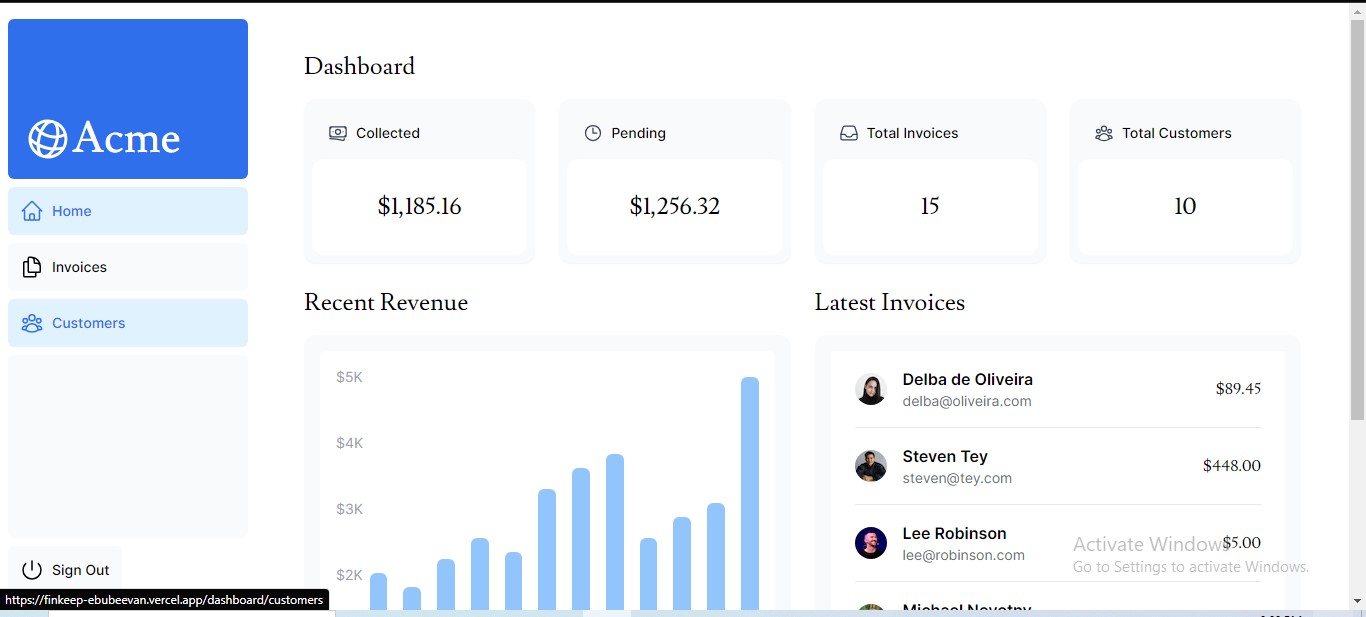 Acme
Home
Invoices
Customers
Sign Out
Dashboard
Collected
$1,185.16
Pending
$1,256.32
Total Invoices
15
Total Customers
10
Recent Revenue
$5K
$4K
$3K
$2K
Latest Invoices
Delba de Oliveira
delba@oliveira.com
$89.45
Steven Tey
steven@tey.com
$448.00
Lee Robinson
lee@robinson.com
$5.00
Michael Novotny
Activate Windows
Go to Settings to activate Windows.
https://finkeep-ebubeevan.vercel.app/dashboard/customers